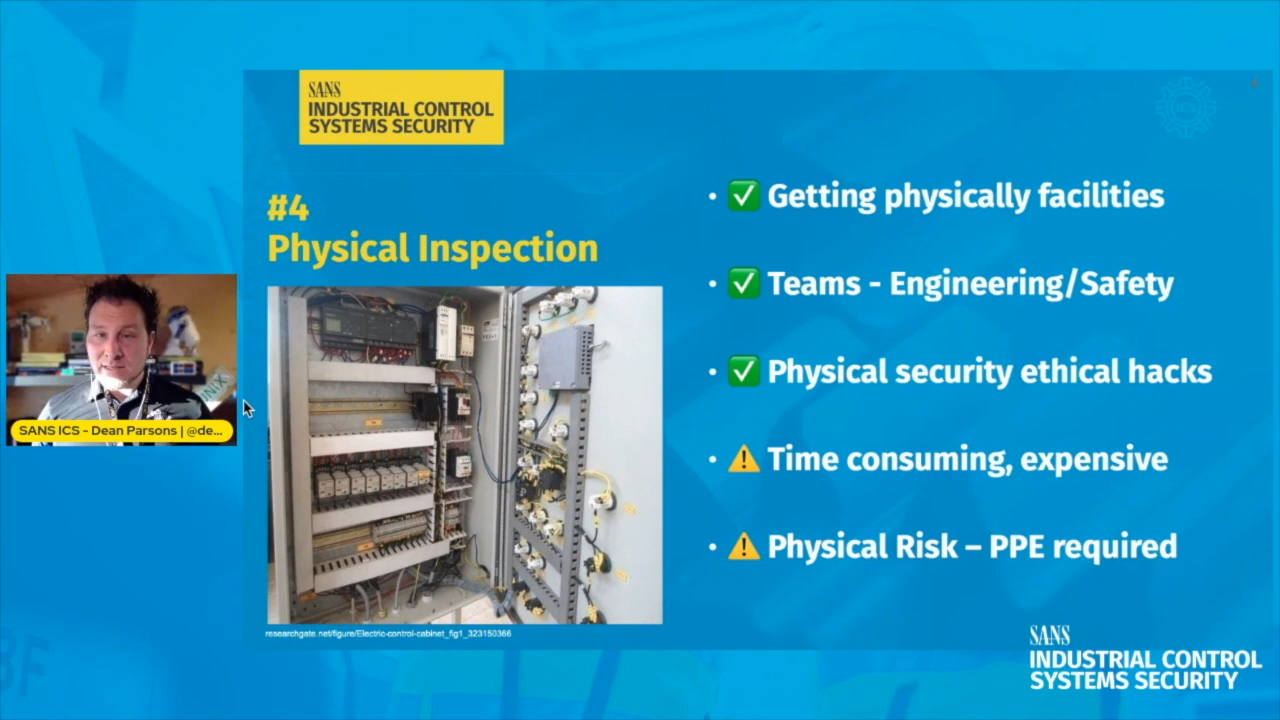 SANS
INDUSTRIAL CONTROL
SYSTEMS SECURITY
#4
Physical Inspection
researchgate.net/figure/Electric-control-cabinet_fig1_323150366
• ✅ Getting physically facilities
• ✅ Teams - Engineering/Safety
• ✅ Physical security ethical hacks
• ⚠️ Time consuming, expensive
• ⚠️ Physical Risk – PPE required
UNIX
SANS ICS - Dean Parsons | @de...
SANS
INDUSTRIAL CONTROL
SYSTEMS SECURITY